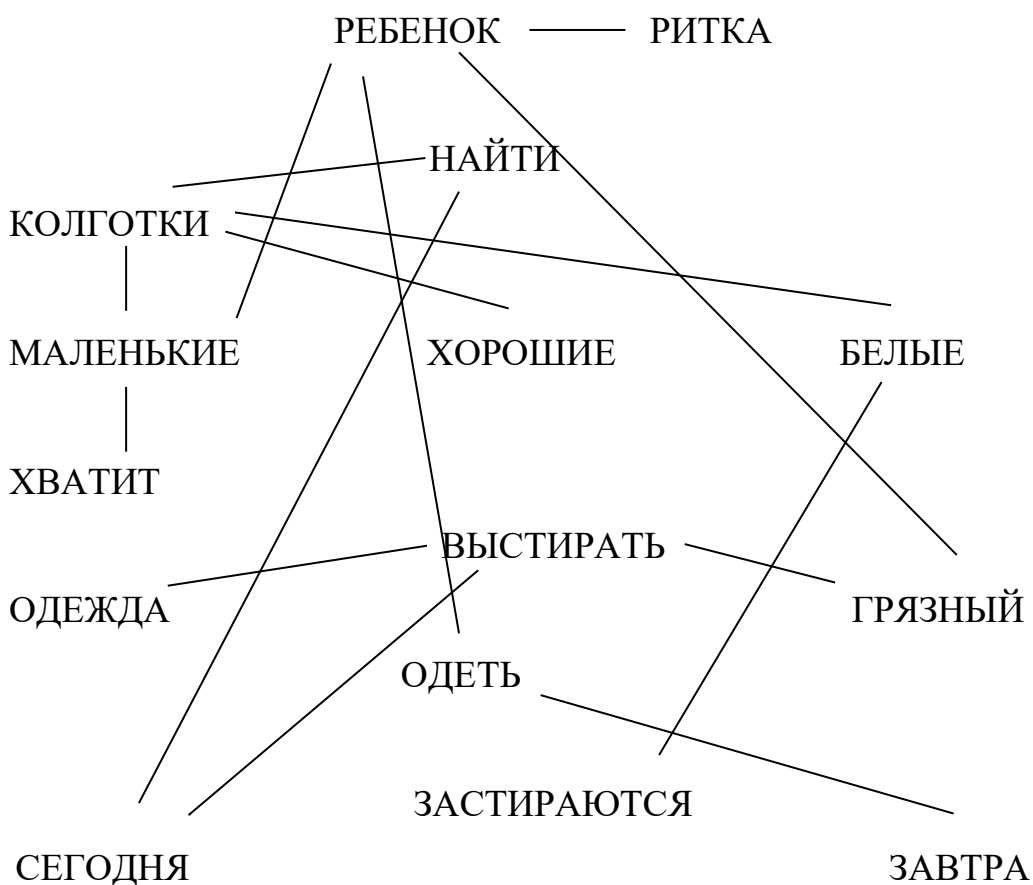 РЕБЕНОК РИТКА
НАЙТИ
КОЛГОТКИ
МАЛЕНЬКИЕ ХОРОШИЕ БЕЛЫЕ
ХВАТИТ
ВЫСТИРАТЬ
ОДЕЖДА ГРЯЗНЫЙ
ОДЕТЬ
ЗАСТИРАЮТСЯ
СЕГОДНЯ ЗАВТРА